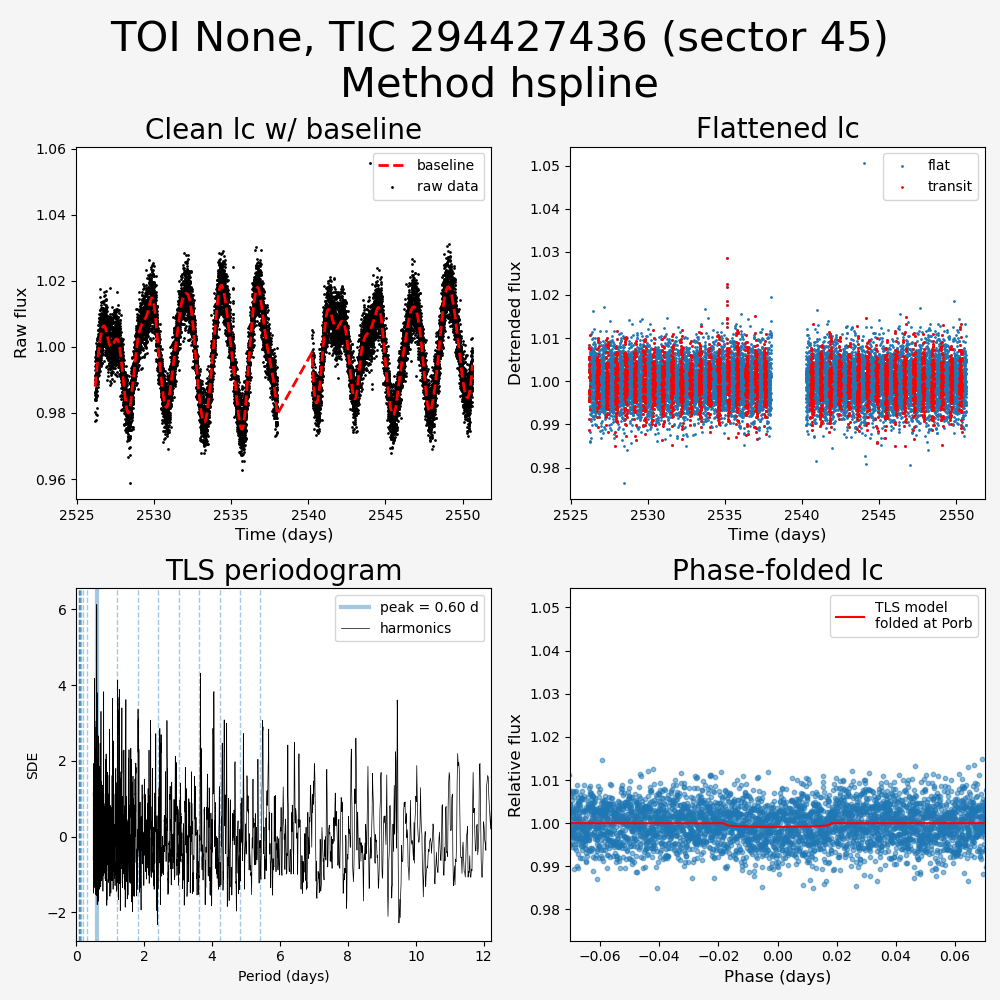 TOI None, TIC 294427436 (sector 45)
Method hspline
Clean lc w/ baseline
Raw flux
1.06
1.04
1.02
1.00
0.98
0.96
baseline
raw data
2525
2530
2535
2540
2545
2550
Time (days)
Flattened lc
Detrended flux
1.05
1.04
1.03
1.02
1.01
1.00
0.99
0.98
flat
transit
2525
2530
2535
2540
2545
2550
Time (days)
TLS periodogram
SDE
6
4
2
0
−2
peak = 0.60 d
harmonics
0
2
4
6
8
10
12
Period (days)
Phase-folded lc
Relative flux
1.05
1.04
1.03
1.02
1.01
1.00
0.99
0.98
TLS model
folded at Porb
−0.06
−0.04
−0.02
0.00
0.02
0.04
0.06
Phase (days)